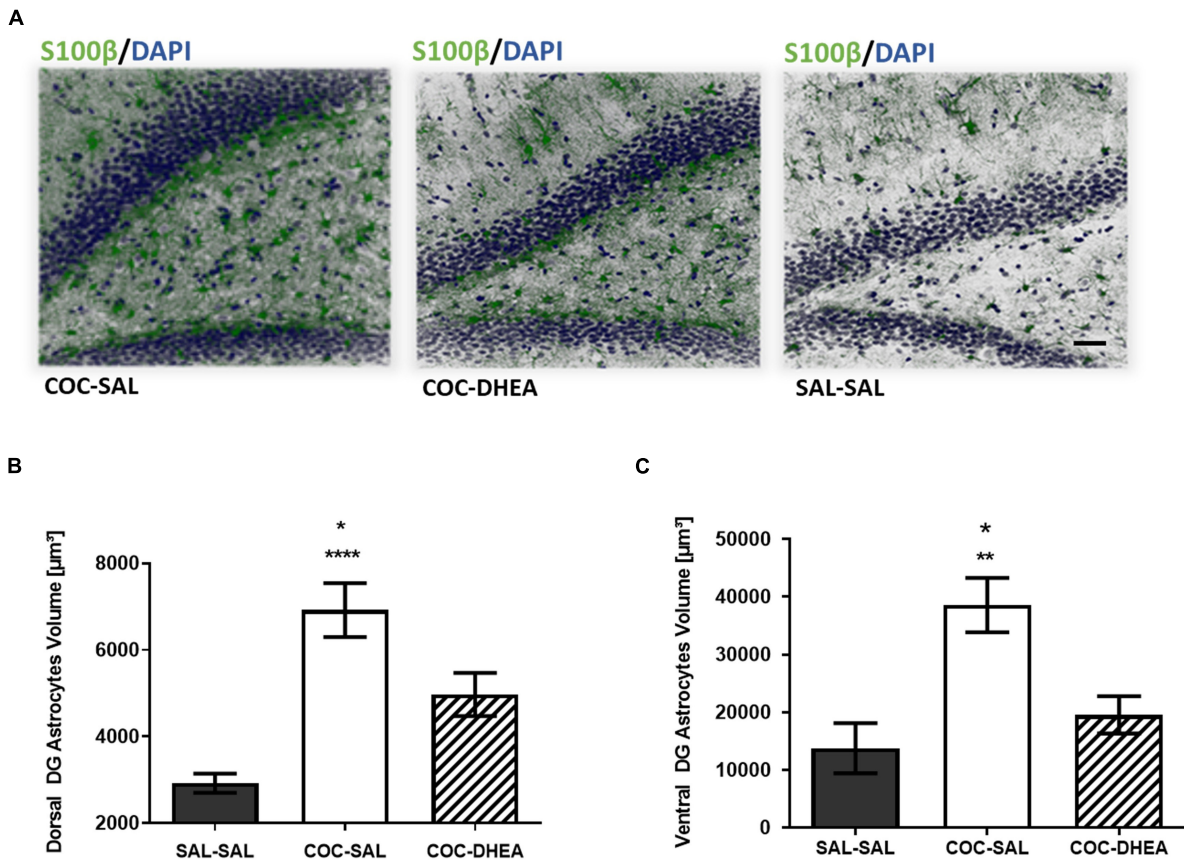 A
S100β/DAPI
S100β/DAPI
S100β/DAPI
COC-SAL
COC-DHEA
SAL-SAL
B
Dorsal DG Astrocytes Volume [µm³]
8000
6000
4000
2000
*
****
SAL-SAL
COC-SAL
COC-DHEA
C
Ventral DG Astrocytes Volume [µm³]
50000
40000
30000
20000
10000
0
*
**
SAL-SAL
COC-SAL
COC-DHEA